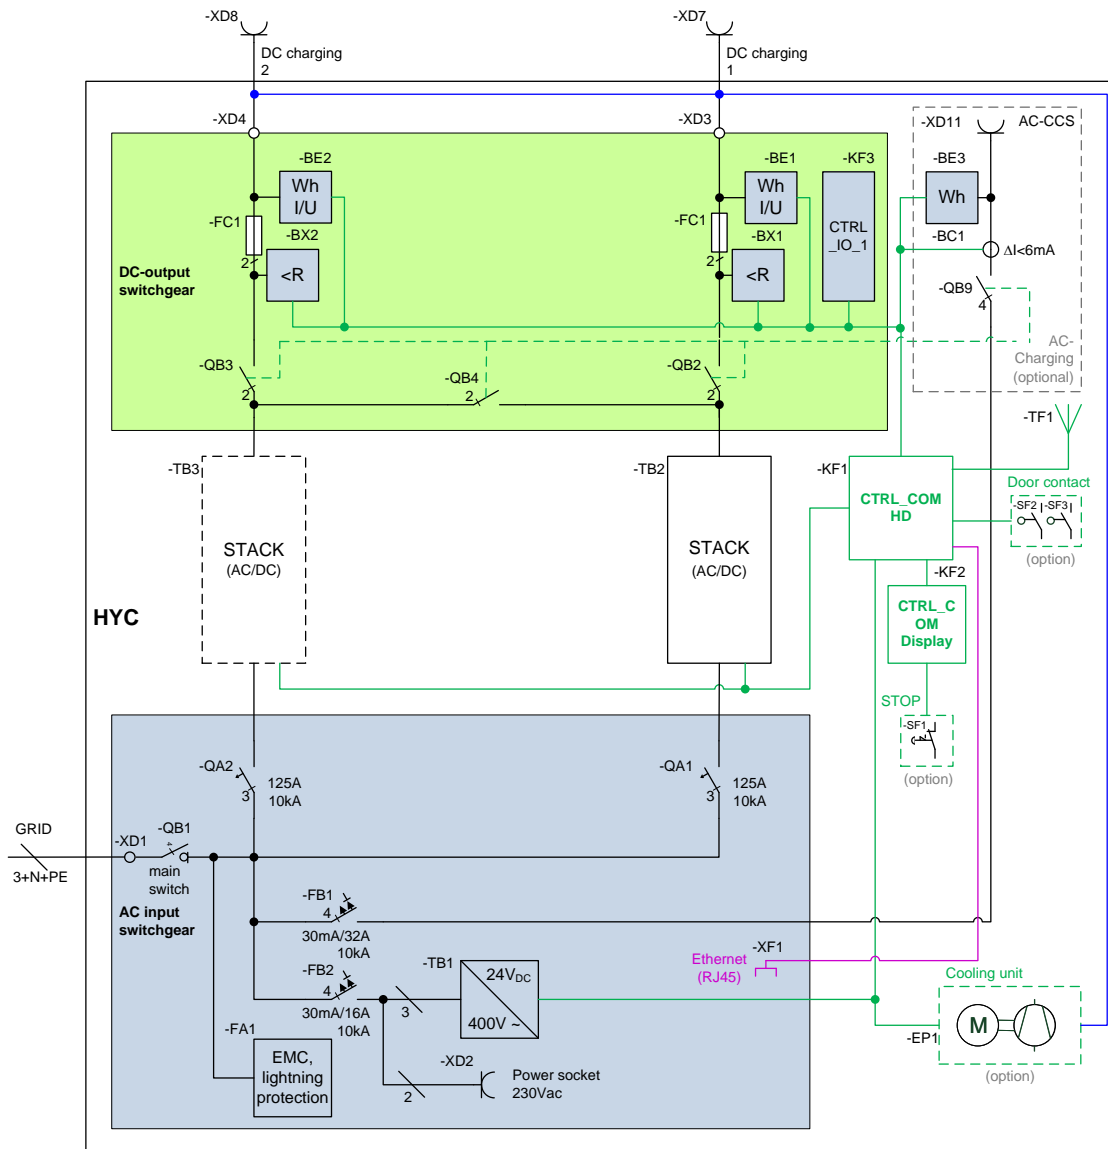 -XD8
DC charging
2
-XD7
DC charging
1
-XD4
-XD3
-XD11
AC-CCS
-BE2
Wh
I/U
-BE1
Wh
I/U
-KF3
CTRL
_IO_1
-BE3
Wh
-FC1
2
-BX2
<R
-FC1
2
-BX1
<R
-BC1
ΔI<6mA
DC-output
switchgear
-QB9
4
AC-
Charging
(optional)
-QB3
2
-QB4
2
-QB2
2
-TF1
-TB3
STACK
(AC/DC)
-TB2
STACK
(AC/DC)
-KF1
CTRL_COM
HD
Door contact
-SF2
-SF3
(option)
-KF2
CTRL_C
OM
Display
HYC
STOP
-SF1
(option)
-QA2
3
125A
10kA
-QA1
3
125A
10kA
GRID
3+N+PE
-XD1
-QB1
4
main
switch
AC input
switchgear
-FB1
4
30mA/32A
10kA
-FB2
4
30mA/16A
10kA
3
-TB1
24VDC
400V ~
Ethernet
(RJ45)
-XF1
Cooling unit
M
-EP1
(option)
-FA1
EMC,
lightning
protection
2
-XD2
Power socket
230Vac